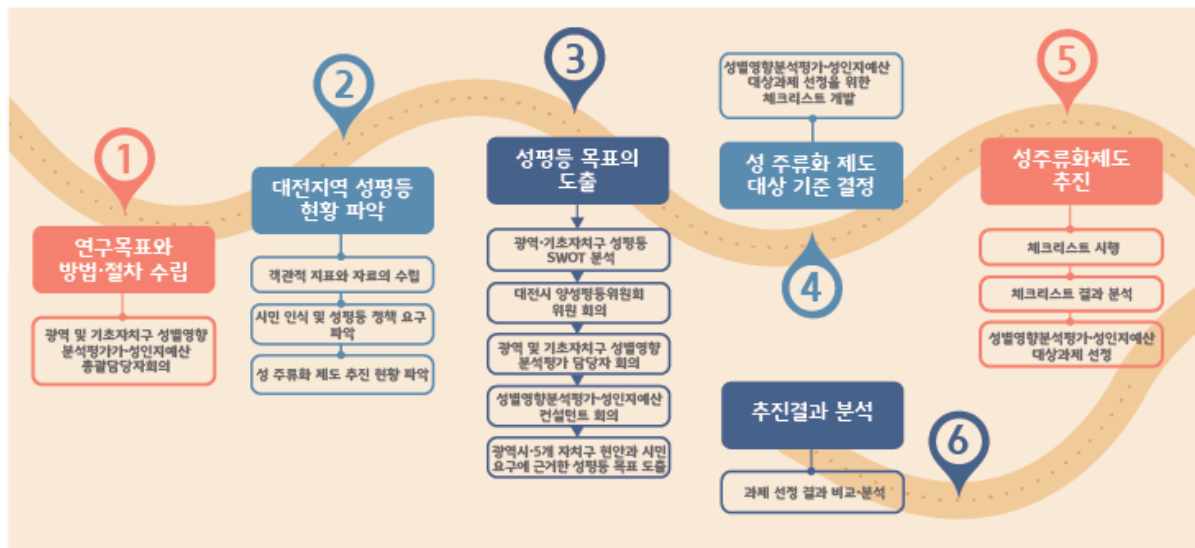 1
연구목표와
방법·절차 수립
광역 및 기초자치구 성별영향
분석평가가-성인지예산
총괄담당자회의
2
대전지역 성평등
현황 파악
객관적 지표와 자료의 수립
시민 인식 및 성평등 정책 요구
파악
성 주류화 제도 추진 현황 파악
3
성평등 목표의
도출
광역·기초자치구 성평등
SWOT 분석
대전시 양성평등위원회
위원 회의
광역 및 기초자치구 성별영향
분석평가 담당자 회의
성별영향분석평가-성인지예산
컨설턴트 회의
광역시·5개 자치구 현안과 시민
요구에 근거한 성평등 목표 도출
성별영향분석평가-성인지예산
대상과제 선정을 위한
체크리스트 개발
성 주류화 제도
대상 기준 결정
4
5
성주류화제도
추진
체크리스트 시행
체크리스트 결과 분석
성별영향분석평가-성인지예산
대상과제 선정
추진결과 분석
과제 선정 결과 비교·분석
6